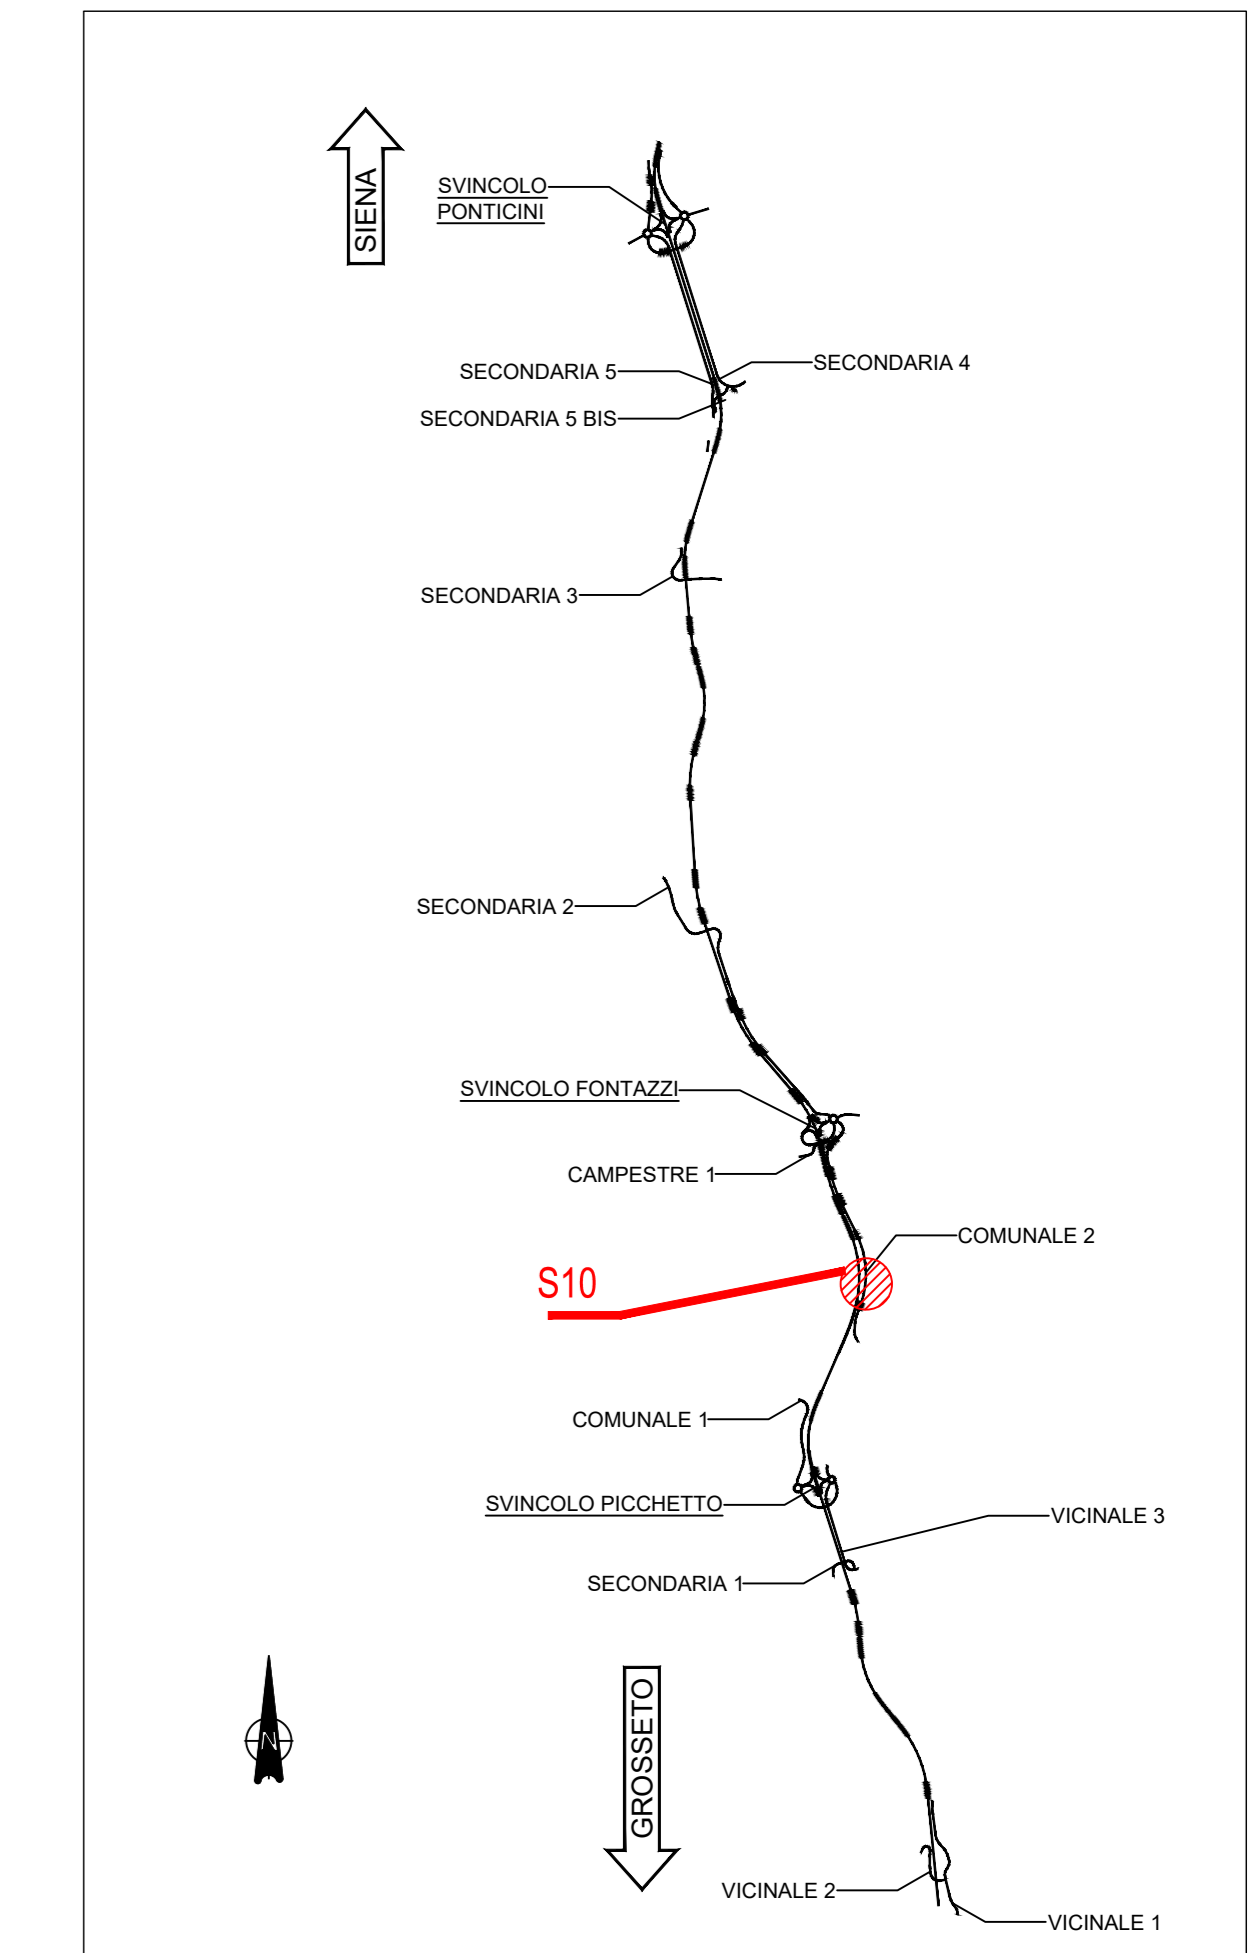 SIENA
SVINCOLO
PONTICINI
SECONDARIA 4
SECONDARIA 5
SECONDARIA 5 BIS
SECONDARIA 3
SECONDARIA 2
SVINCOLO FONTAZZI
CAMPESTRE 1
COMUNALE 2
S10
COMUNALE 1
SVINCOLO PICCHETTO
VICINALE 3
SECONDARIA 1
GROSSETO
N
VICINALE 2
VICINALE 1